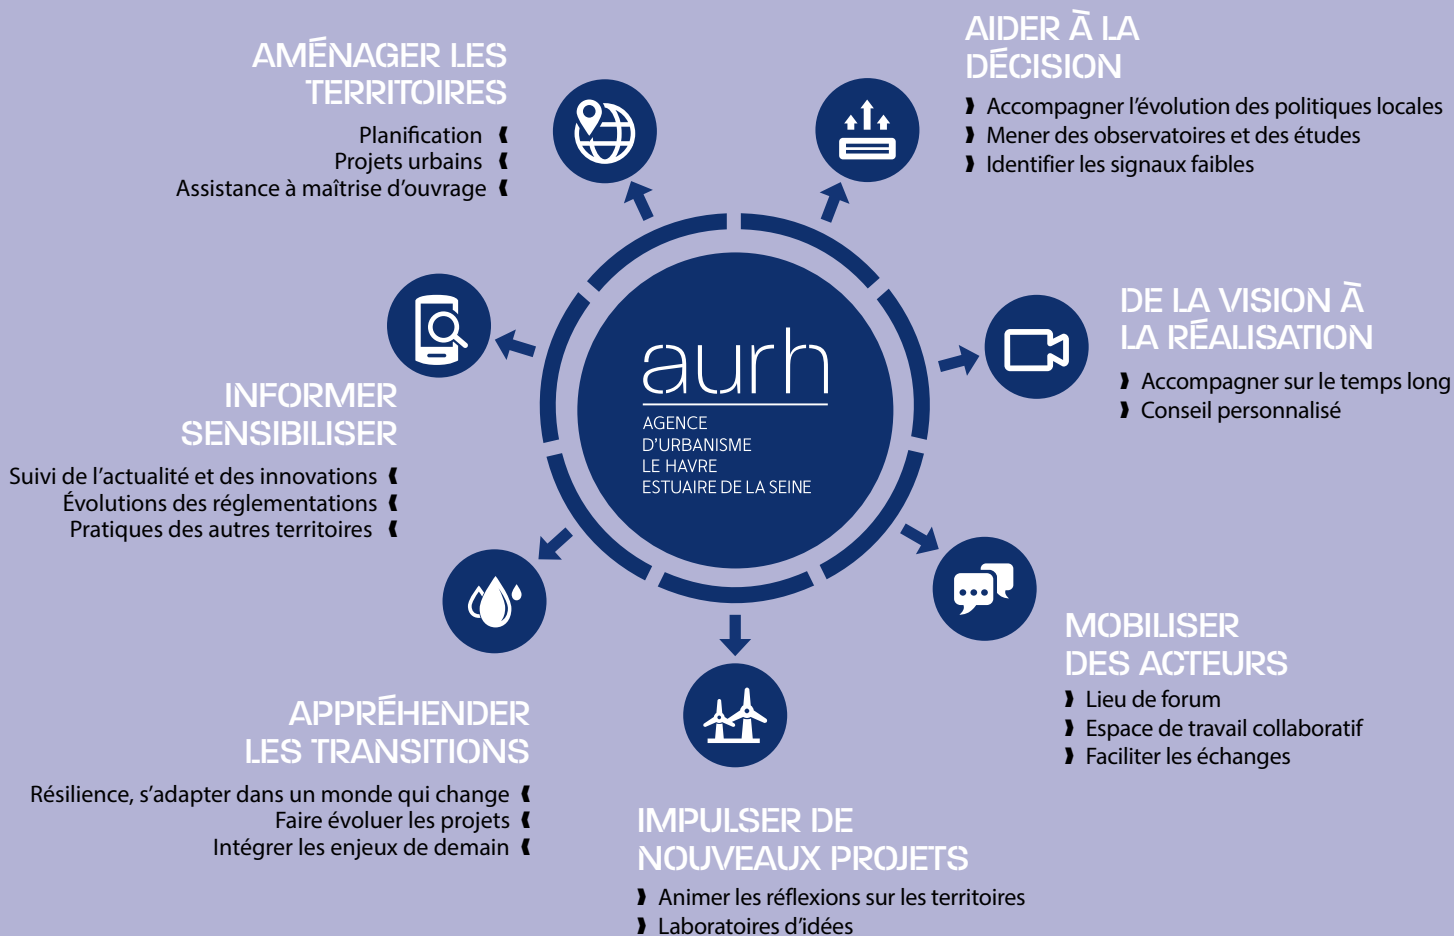 AMÉNAGER LES
TERRITOIRES
Planification
Projets urbains
Assistance à maîtrise d'ouvrage
AIDER À LA
DÉCISION
Accompagner l'évolution des politiques locales
Mener des observatoires et des études
Identifier les signaux faibles
DE LA VISION À
LA RÉALISATION
Accompagner sur le temps long
Conseil personnalisé
aurh
AGENCE
D'URBANISME
LE HAVRE
ESTUAIRE DE LA SEINE
INFORMER
SENSIBILISER
Suivi de l'actualité et des innovations
Évolutions des réglementations
Pratiques des autres territoires
MOBILISER
DES ACTEURS
Lieu de forum
Espace de travail collaboratif
Faciliter les échanges
APPRÉHENDER
LES TRANSITIONS
Résilience, s'adapter dans un monde qui change
Faire évoluer les projets
Intégrer les enjeux de demain
IMPULSER DE
NOUVEAUX PROJETS
Animer les réflexions sur les territoires
Laboratoires d'idées